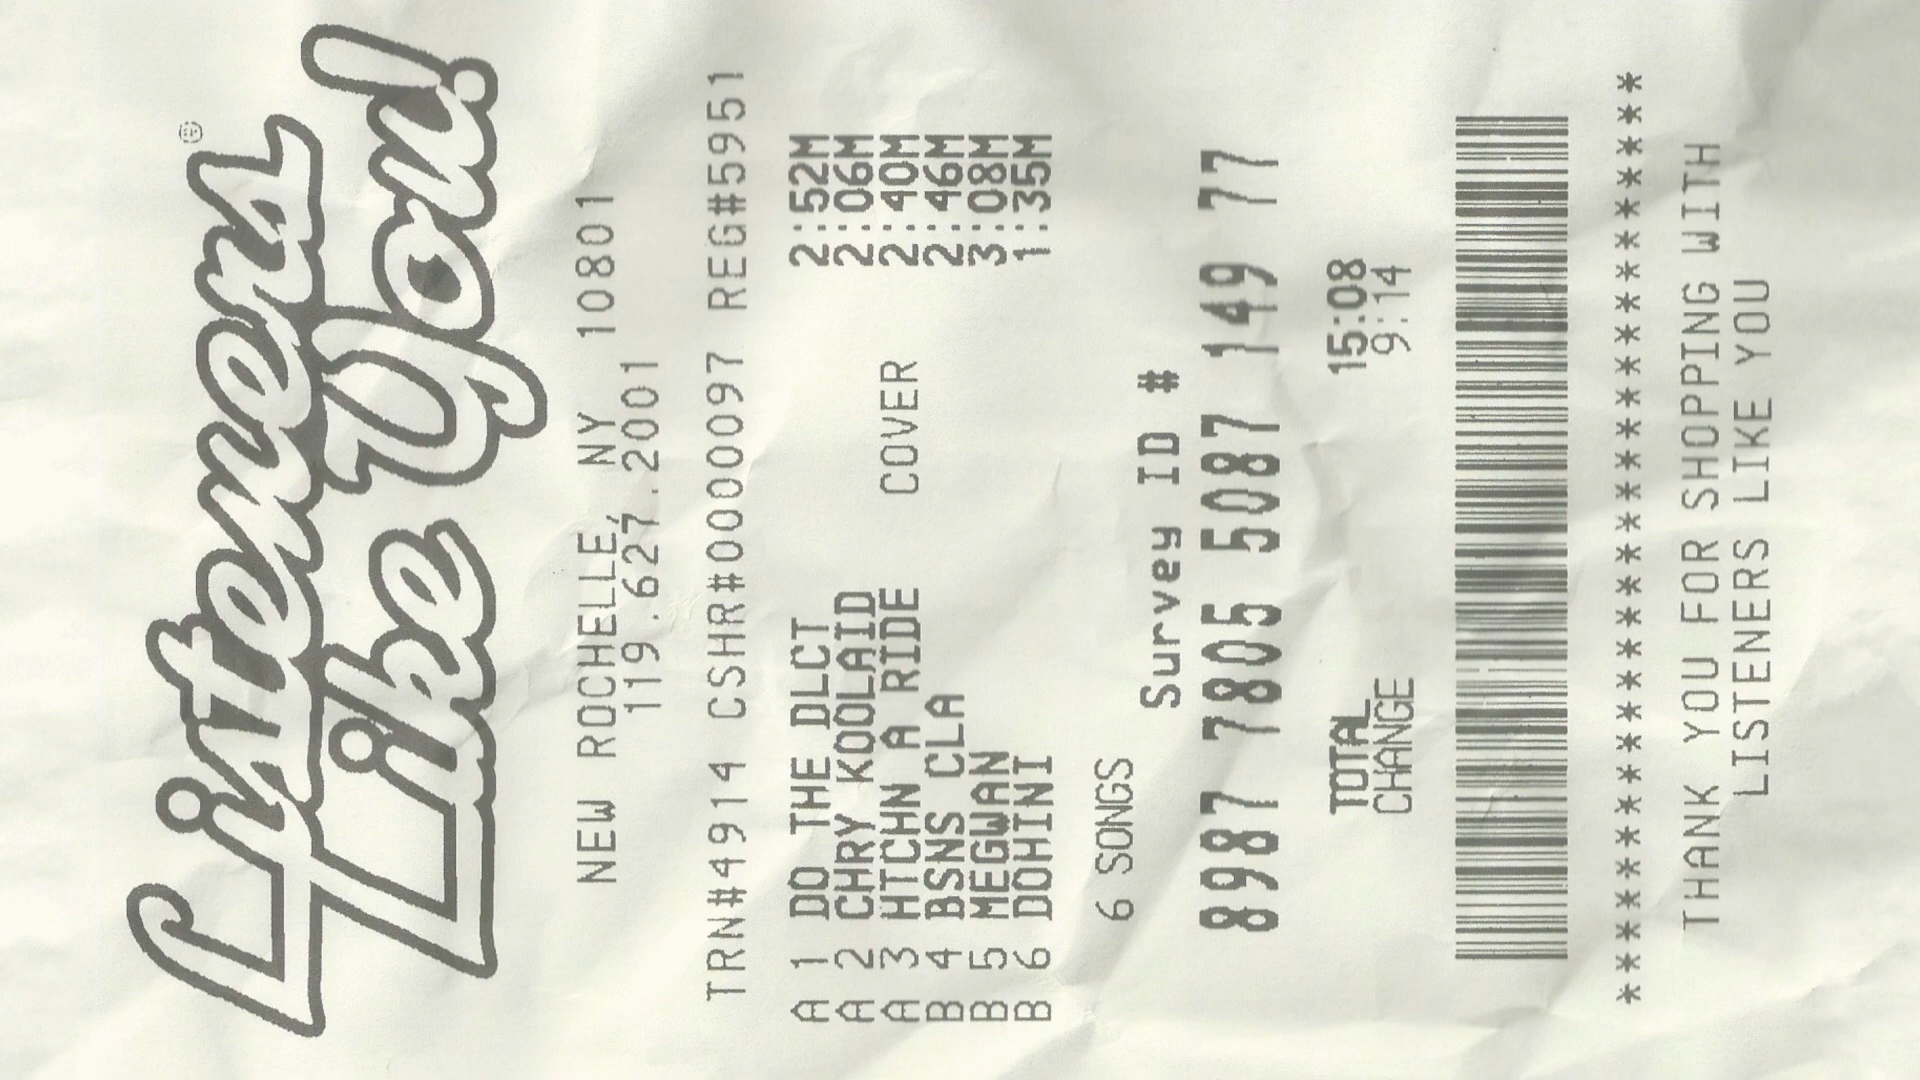 Listeners®
Like You!
NEW ROCHELLE, NY 10801
119.627.2001
TRN#4914 CSHR#0000097 REG#5951
A 1 DO THE DLCT 2:52M
A 2 CHRY KOOLAID 2:06M
A 3 HTCHN A RIDE COVER 2:40M
B 4 BSNS CLA 2:46M
B 5 MEGWAN 3:08M
B 6 DOHINI 1:35M
6 SONGS
Survey ID #
8987 7805 5087 149 77
TOTAL 15:08
CHANGE 9:14
******************************
THANK YOU FOR SHOPPING WITH
LISTENERS LIKE YOU